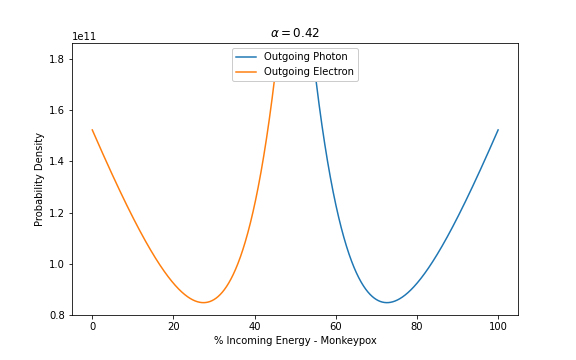 α = 0.42
1e11
Outgoing Photon
Outgoing Electron
1.8
1.6
1.4
1.2
1.0
0.8
Probability Density
0 20 40 60 80 100
% Incoming Energy - Monkeypox